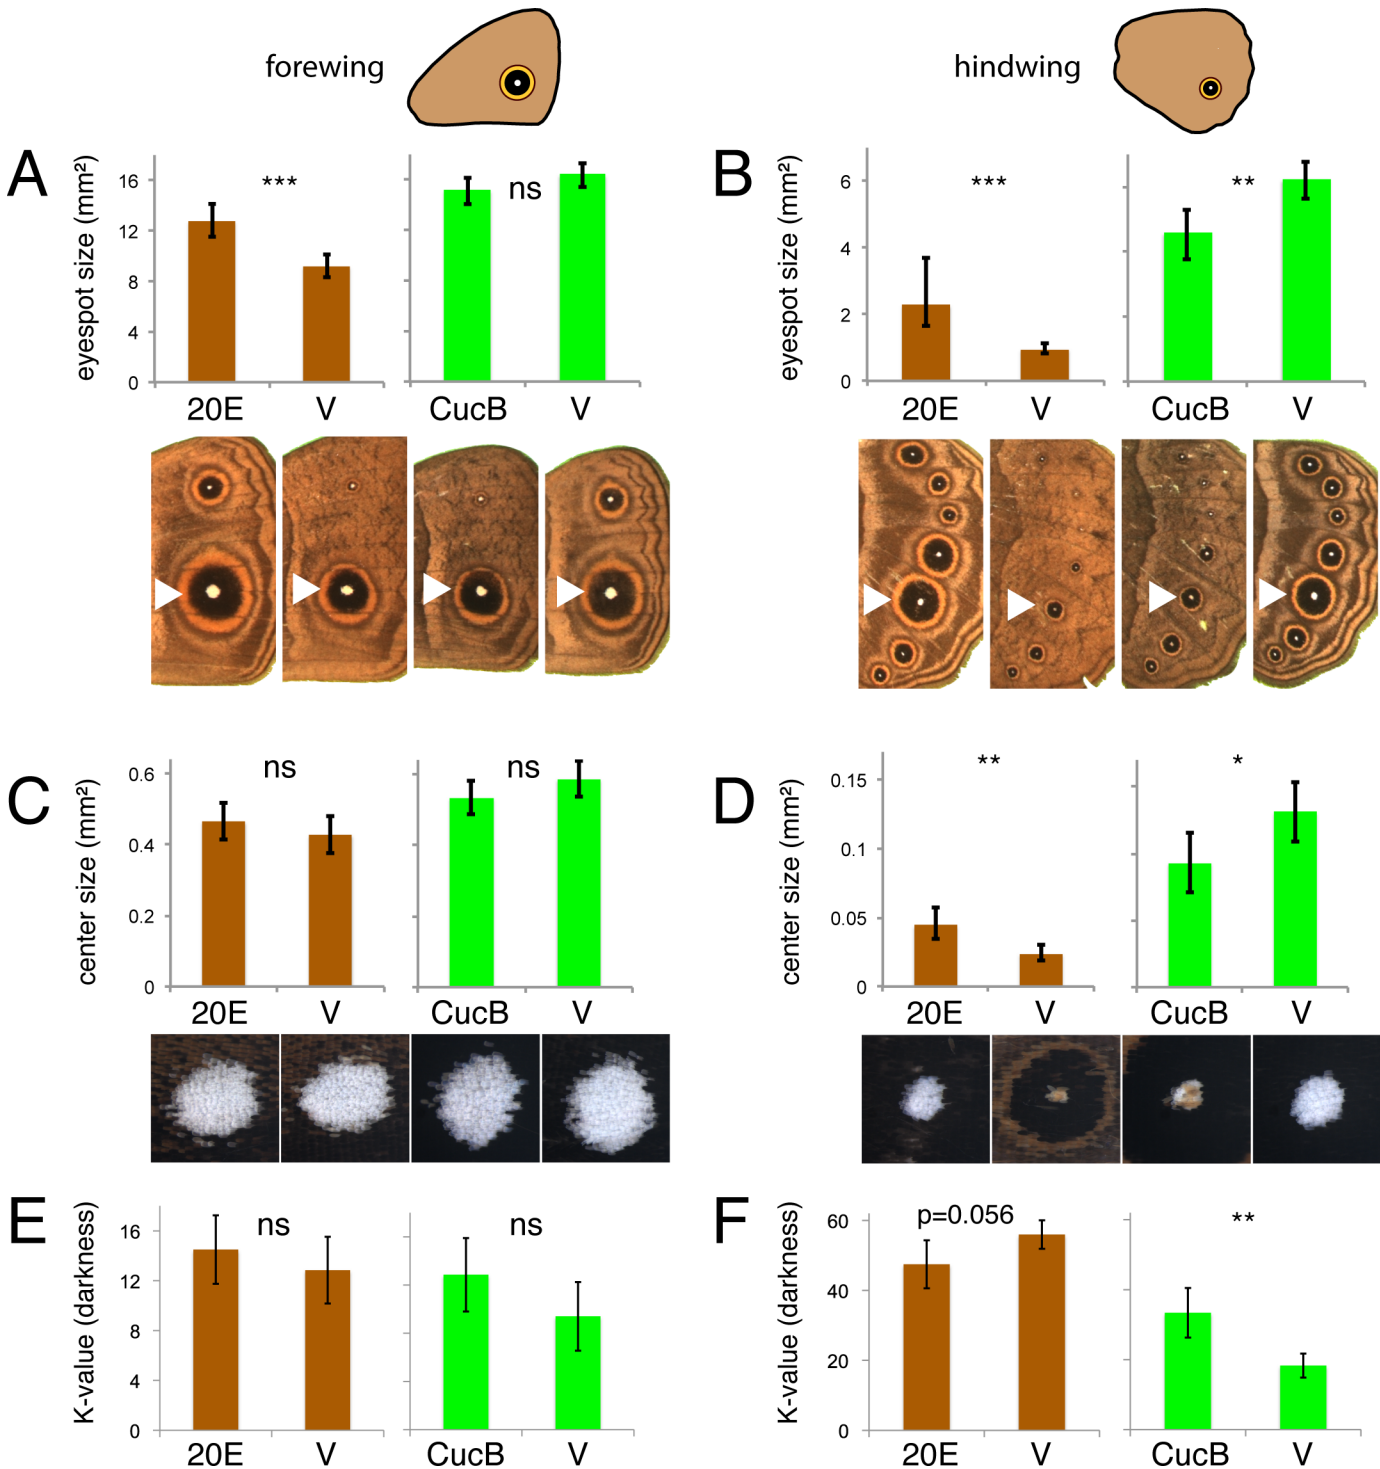 forewing
hindwing
A
eyespot size (mm²)
16
12
8
4
0
***
ns
20E V
CucB V
B
eyespot size (mm²)
6
4
2
0
***
**
20E V
CucB V
C
center size (mm²)
0.6
0.4
0.2
0
ns
ns
20E V
CucB V
D
center size (mm²)
0.15
0.1
0.05
0
**
*
20E V
CucB V
E
K-value (darkness)
16
12
8
4
0
ns
ns
20E V
CucB V
F
K-value (darkness)
60
40
20
0
p=0.056
**
20E V
CucB V